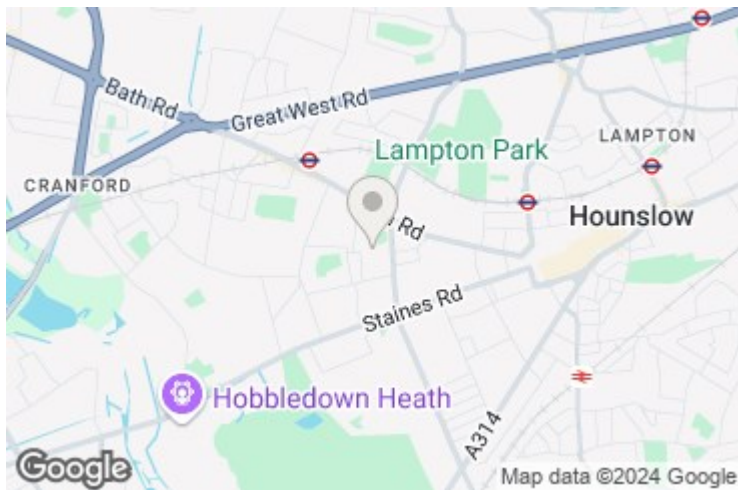 Bath Rd
Great West Rd
Lampton Park
LAMPTON
CRANFORD
Rd
Hounslow
Staines Rd
Hobbledown Heath
A314
Google
Map data ©2024 Google